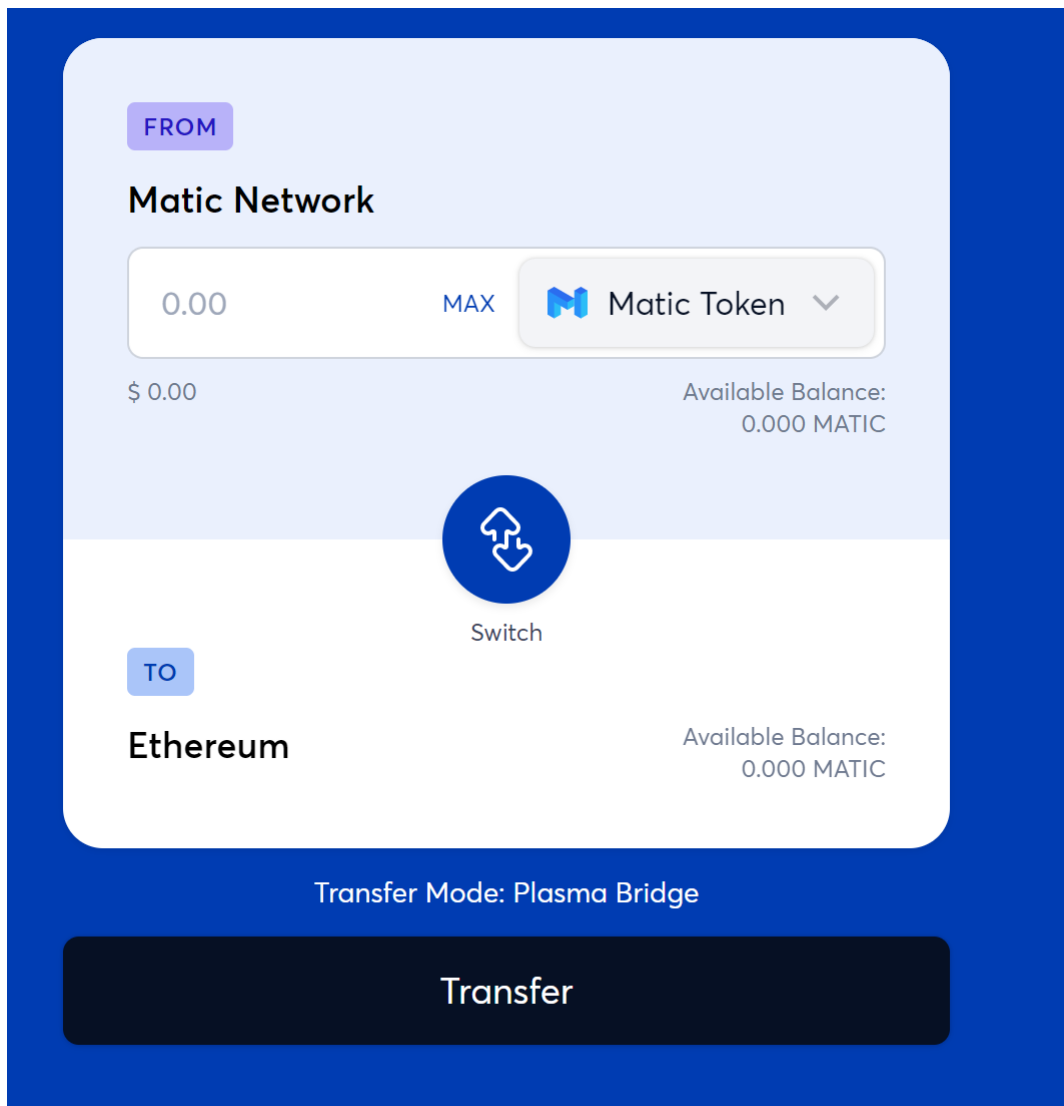 FROM
Matic Network
0.00 MAX Matic Token
$ 0.00
Available Balance:
0.000 MATIC
Switch
TO
Ethereum
Available Balance:
0.000 MATIC
Transfer Mode: Plasma Bridge
Transfer